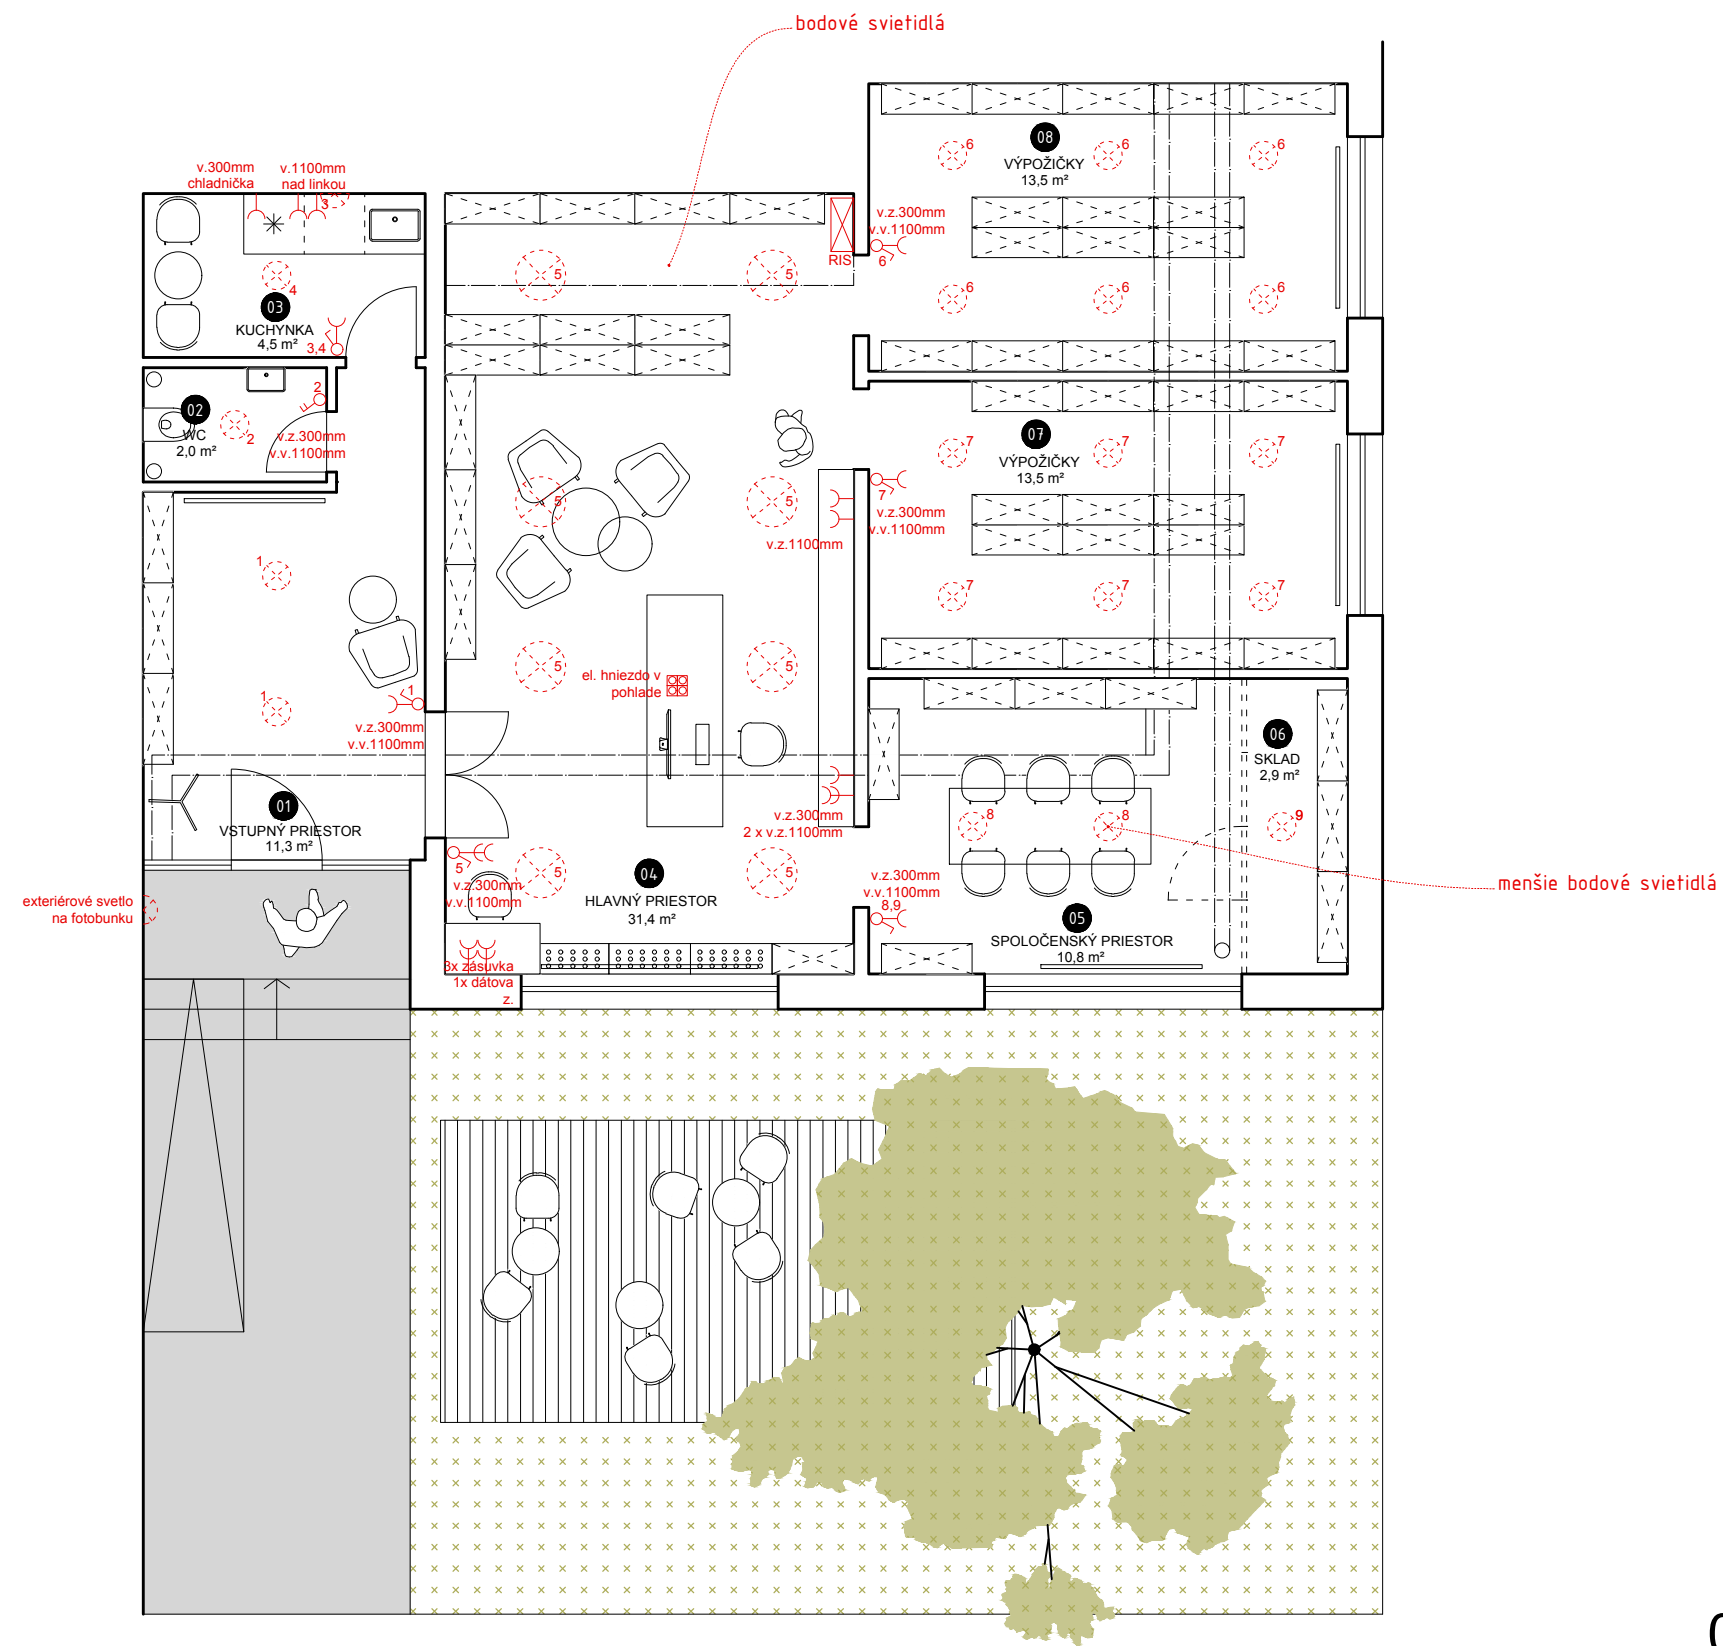 bodové svietidlá
08
VÝPOŽIČKY
13,5 m²
6
6
6
6
6
6
v.z.300mm
v.v.1100mm
6
RIS
v.300mm
chladnička
v.1100mm
nad linkou
3
4
03
KUCHYNKA
4,5 m²
3,4
5
5
2
02
WC
2,0 m²
2
v.z.300mm
v.v.1100mm
07
VÝPOŽIČKY
13,5 m²
7
7
7
7
7
7
7
v.z.300mm
v.v.1100mm
5
5
v.z.1100mm
1
1
1
v.z.300mm
v.v.1100mm
5
5
el. hniezdo v
pohlade
06
SKLAD
2,9 m²
9
01
VSTUPNÝ PRIESTOR
11,3 m²
v.z.300mm
2 x v.z.1100mm
8
8
menšie bodové svietidlá
5
v.z.300mm
v.v.1100mm
5
5
04
HLAVNÝ PRIESTOR
31,4 m²
v.z.300mm
v.v.1100mm
8,9
05
SPOLOČENSKÝ PRIESTOR
10,8 m²
exteriérové svetlo
na fotobunku
3x zásuvka
1x dátova
z.